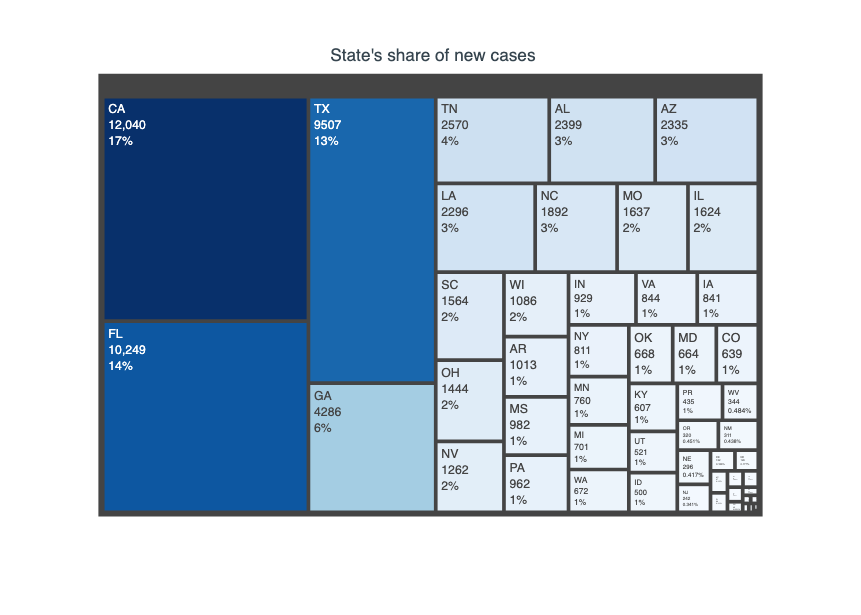 State's share of new cases
CA
12,040
17%
FL
10,249
14%
TX
9507
13%
GA
4286
6%
TN
2570
4%
AL
2399
3%
AZ
2335
3%
LA
2296
3%
NC
1892
3%
MO
1637
2%
IL
1624
2%
SC
1564
2%
OH
1444
2%
NV
1262
2%
WI
1086
2%
AR
1013
1%
MS
982
1%
PA
962
1%
IN
929
1%
VA
844
1%
IA
841
1%
NY
811
1%
MN
760
1%
MI
701
1%
WA
672
1%
OK
668
1%
MD
664
1%
CO
639
1%
KY
607
1%
UT
521
1%
ID
500
1%
PR
435
1%
WV
344
0.484%
OR
320
0.451%
NM
311
0.438%
NE
296
0.417%
NJ
242
0.341%